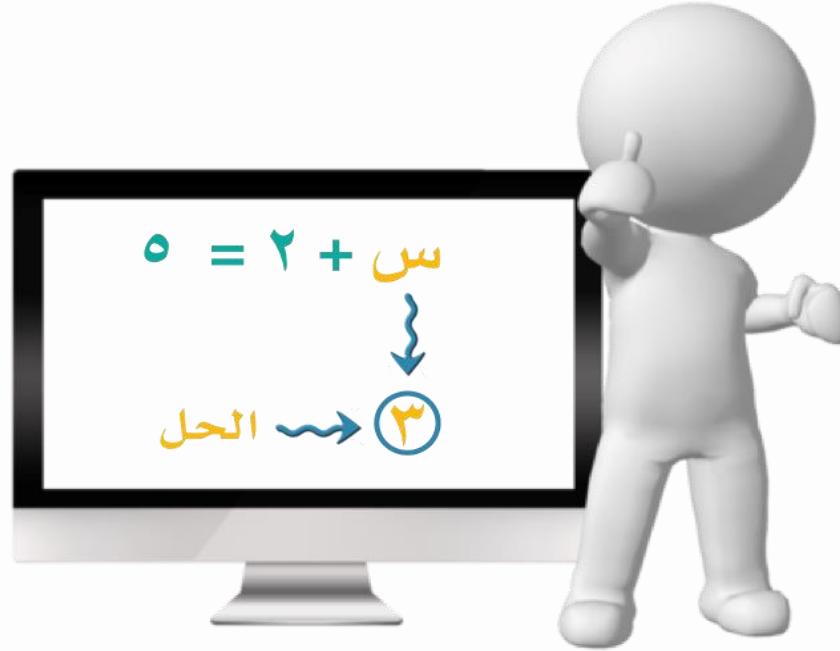 س + ٢ = ٥
٣ الحل